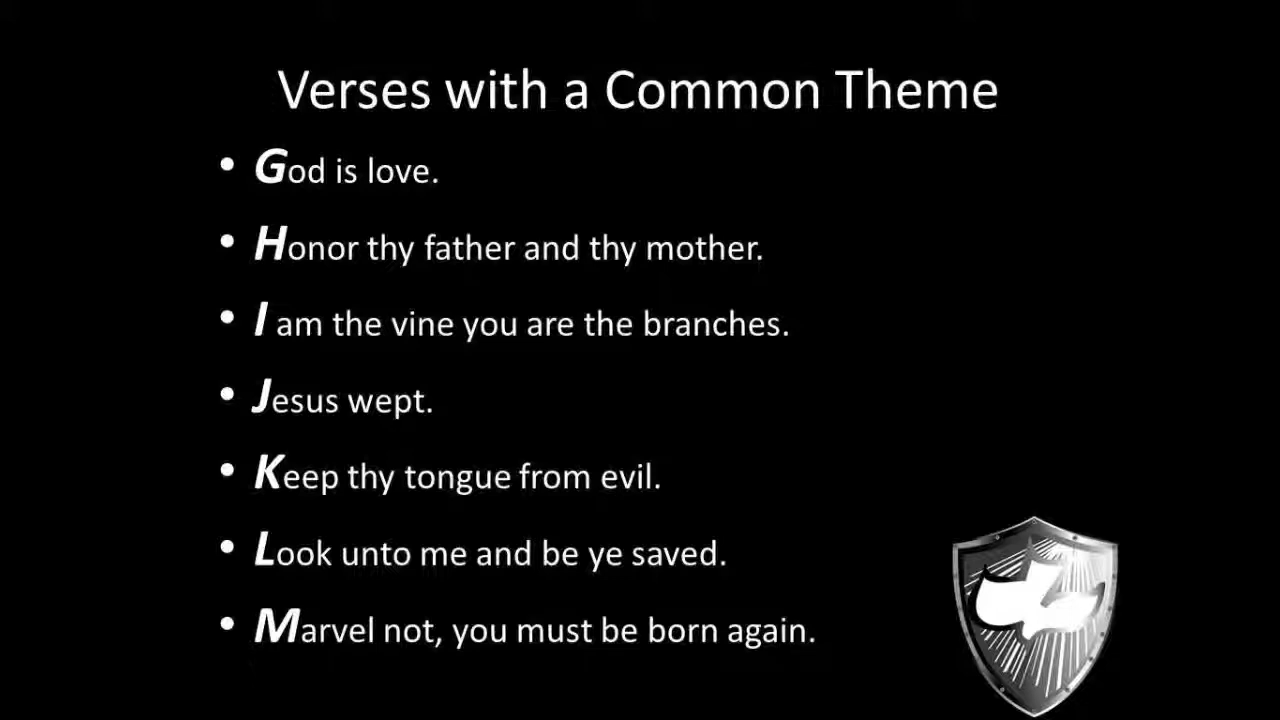 Verses with a Common Theme
• God is love.
• Honor thy father and thy mother.
• I am the vine you are the branches.
• Jesus wept.
• Keep thy tongue from evil.
• Look unto me and be ye saved.
• Marvel not, you must be born again.